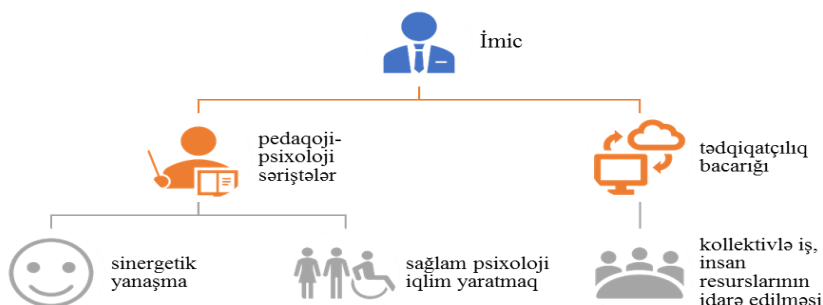 İmic
pedaqoji-
psixoloji
səriştələr
tədqiqatçılıq
bacarığı
sinergetik
yanaşma
sağlam psixoloji
iqlim yaratmaq
kollektivlə iş,
insan
resurslarının
idarə edilməsi